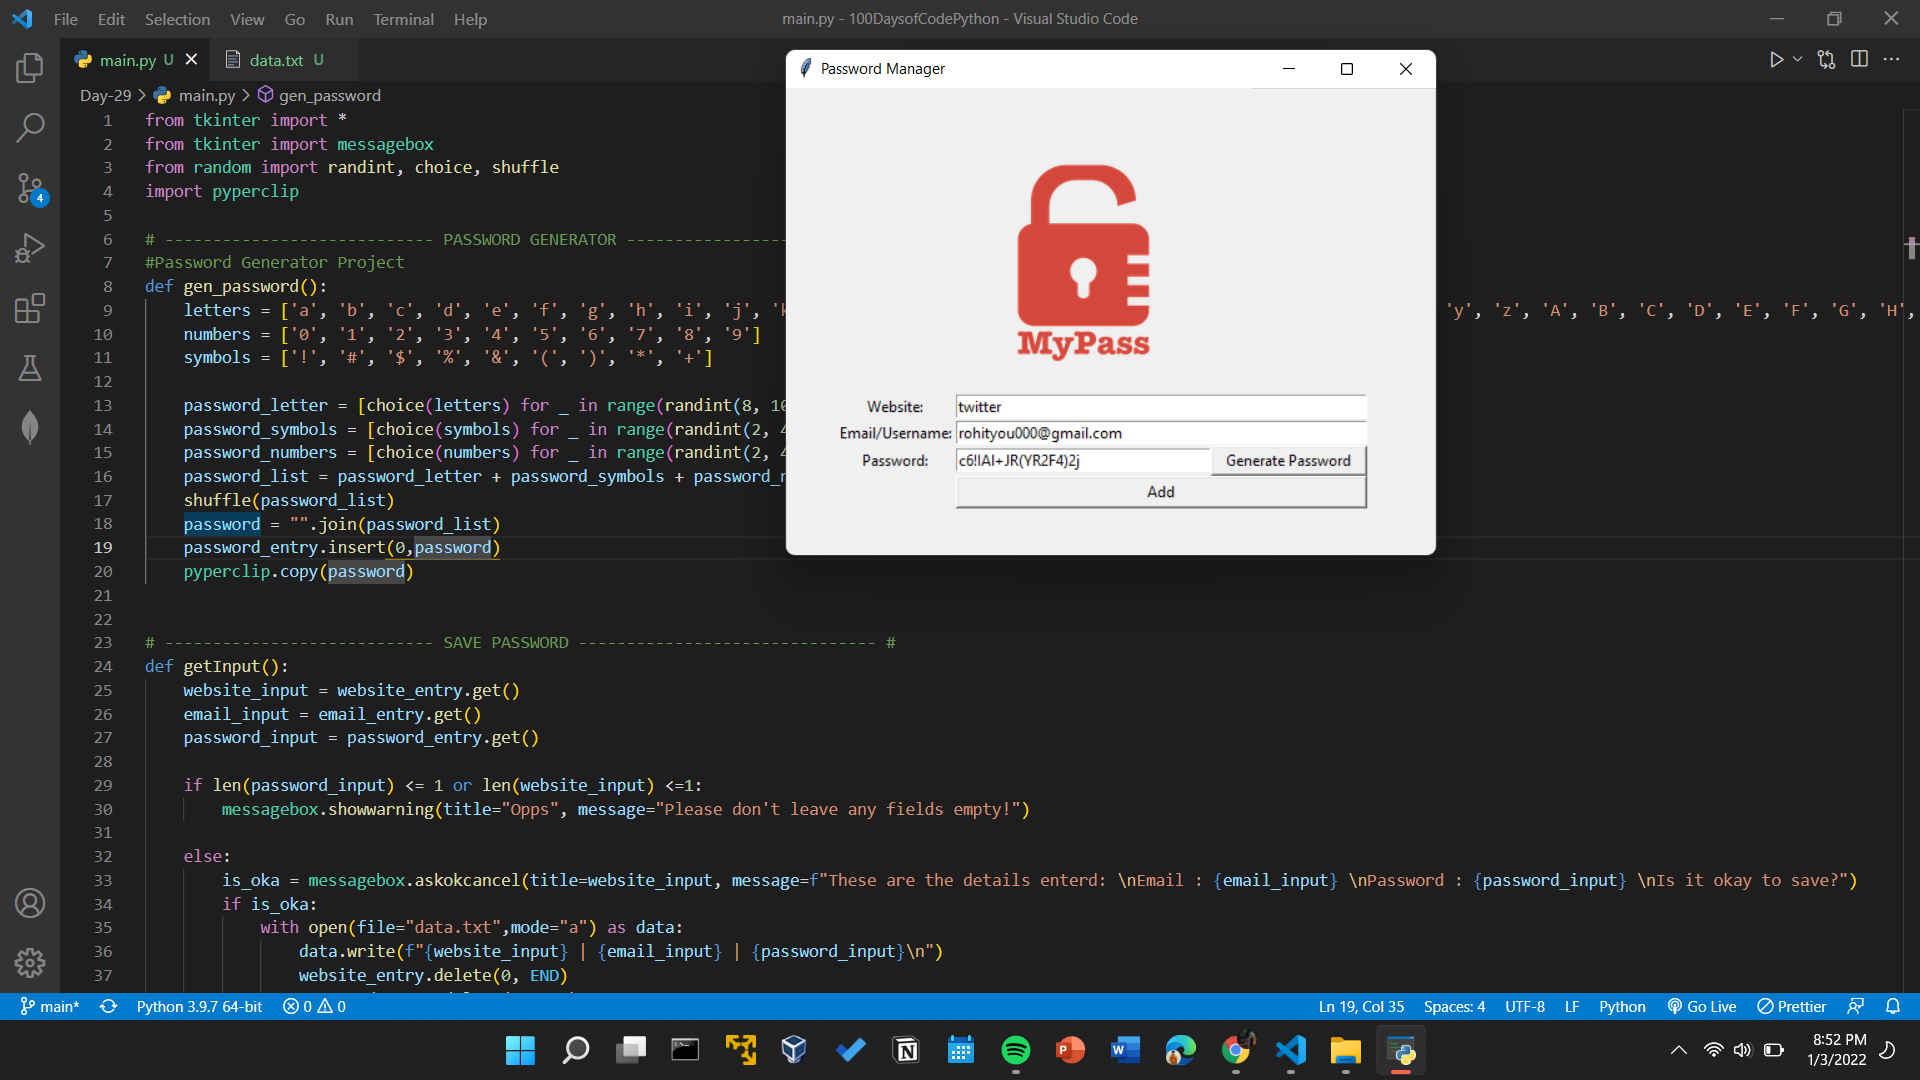 File Edit Selection View Go Run Terminal Help
main.py - 100DaysofCodePython - Visual Studio Code
main.py U
data.txt U
Day-29 > main.py > gen_password
1 from tkinter import *
2 from tkinter import messagebox
3 from random import randint, choice, shuffle
4 import pyperclip
5
6 # ---------------------------- PASSWORD GENERATOR -----------------
7 #Password Generator Project
8 def gen_password():
9 letters = ['a', 'b', 'c', 'd', 'e', 'f', 'g', 'h', 'i', 'j', 'k 'y', 'z', 'A', 'B', 'C', 'D', 'E', 'F', 'G', 'H',
10 numbers = ['0', '1', '2', '3', '4', '5', '6', '7', '8', '9']
11 symbols = ['!', '#', '$', '%', '&', '(', ')', '*', '+']
12
13 password_letter = [choice(letters) for _ in range(randint(8, 10
14 password_symbols = [choice(symbols) for _ in range(randint(2, 4
15 password_numbers = [choice(numbers) for _ in range(randint(2, 4
16 password_list = password_letter + password_symbols + password_n
17 shuffle(password_list)
18 password = "".join(password_list)
19 password_entry.insert(0,password)
20 pyperclip.copy(password)
21
22
23 # ---------------------------- SAVE PASSWORD ------------------------------- #
24 def getInput():
25 website_input = website_entry.get()
26 email_input = email_entry.get()
27 password_input = password_entry.get()
28
29 if len(password_input) <= 1 or len(website_input) <=1:
30 messagebox.showwarning(title="Opps", message="Please don't leave any fields empty!")
31
32 else:
33 is_oka = messagebox.askokcancel(title=website_input, message=f"These are the details enterd: \nEmail : {email_input} \nPassword : {password_input} \nIs it okay to save?")
34 if is_oka:
35 with open(file="data.txt",mode="a") as data:
36 data.write(f"{website_input} | {email_input} | {password_input}\n")
37 website_entry.delete(0, END)
Password Manager
MyPass
Website: twitter
Email/Username: rohityou000@gmail.com
Password: c6!IAI+JR(YR2F4)2j Generate Password
Add
4
main* Python 3.9.7 64-bit 0 0 Ln 19, Col 35 Spaces: 4 UTF-8 LF Python Go Live Prettier
8:52 PM
1/3/2022